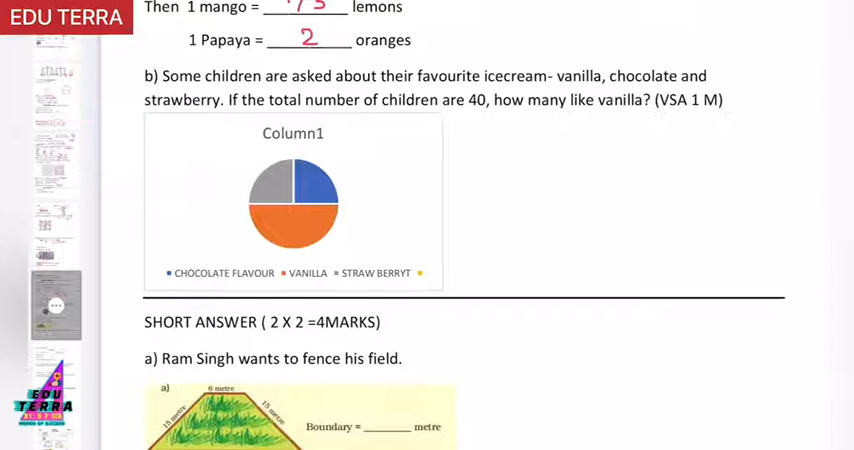 EDU TERRA
Then 1 mango = ________ lemons
1 Papaya = 2 oranges
b) Some children are asked about their favourite icecream- vanilla, chocolate and
strawberry. If the total number of children are 40, how many like vanilla? (VSA 1 M)
Column1
CHOCOLATE FLAVOUR VANILLA STRAW BERRYT
SHORT ANSWER ( 2 X 2 =4MARKS)
a) Ram Singh wants to fence his field.
a)
6 metre
15 metre
15 metre
Boundary = ________ metre
EDU
TERRA